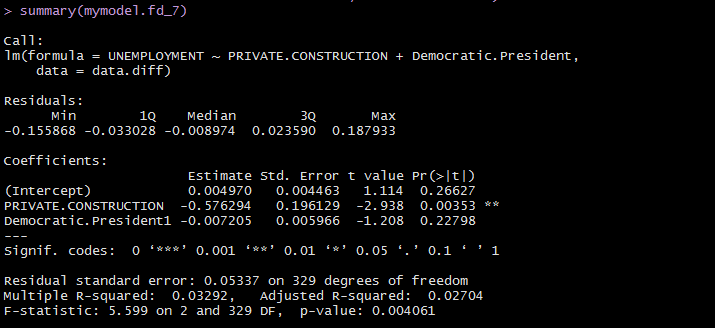 > summary(mymodel.fd_7)
Call:
lm(formula = UNEMPLOYMENT ~ PRIVATE.CONSTRUCTION + Democratic.President,
    data = data.diff)
Residuals:
      Min        1Q    Median        3Q       Max
-0.155868 -0.033028 -0.008974  0.023590  0.187933
Coefficients:
                      Estimate Std. Error t value Pr(>|t|)
(Intercept)           0.004970   0.004463   1.114  0.26627
PRIVATE.CONSTRUCTION -0.576294   0.196129  -2.938  0.00353 **
Democratic.President1 -0.007205   0.005966  -1.208  0.22798
---
Signif. codes:  0 ‘***’ 0.001 ‘**’ 0.01 ‘*’ 0.05 ‘.’ 0.1 ‘ ’ 1
Residual standard error: 0.05337 on 329 degrees of freedom
Multiple R-squared:  0.03292,   Adjusted R-squared:  0.02704
F-statistic: 5.599 on 2 and 329 DF,  p-value: 0.004061